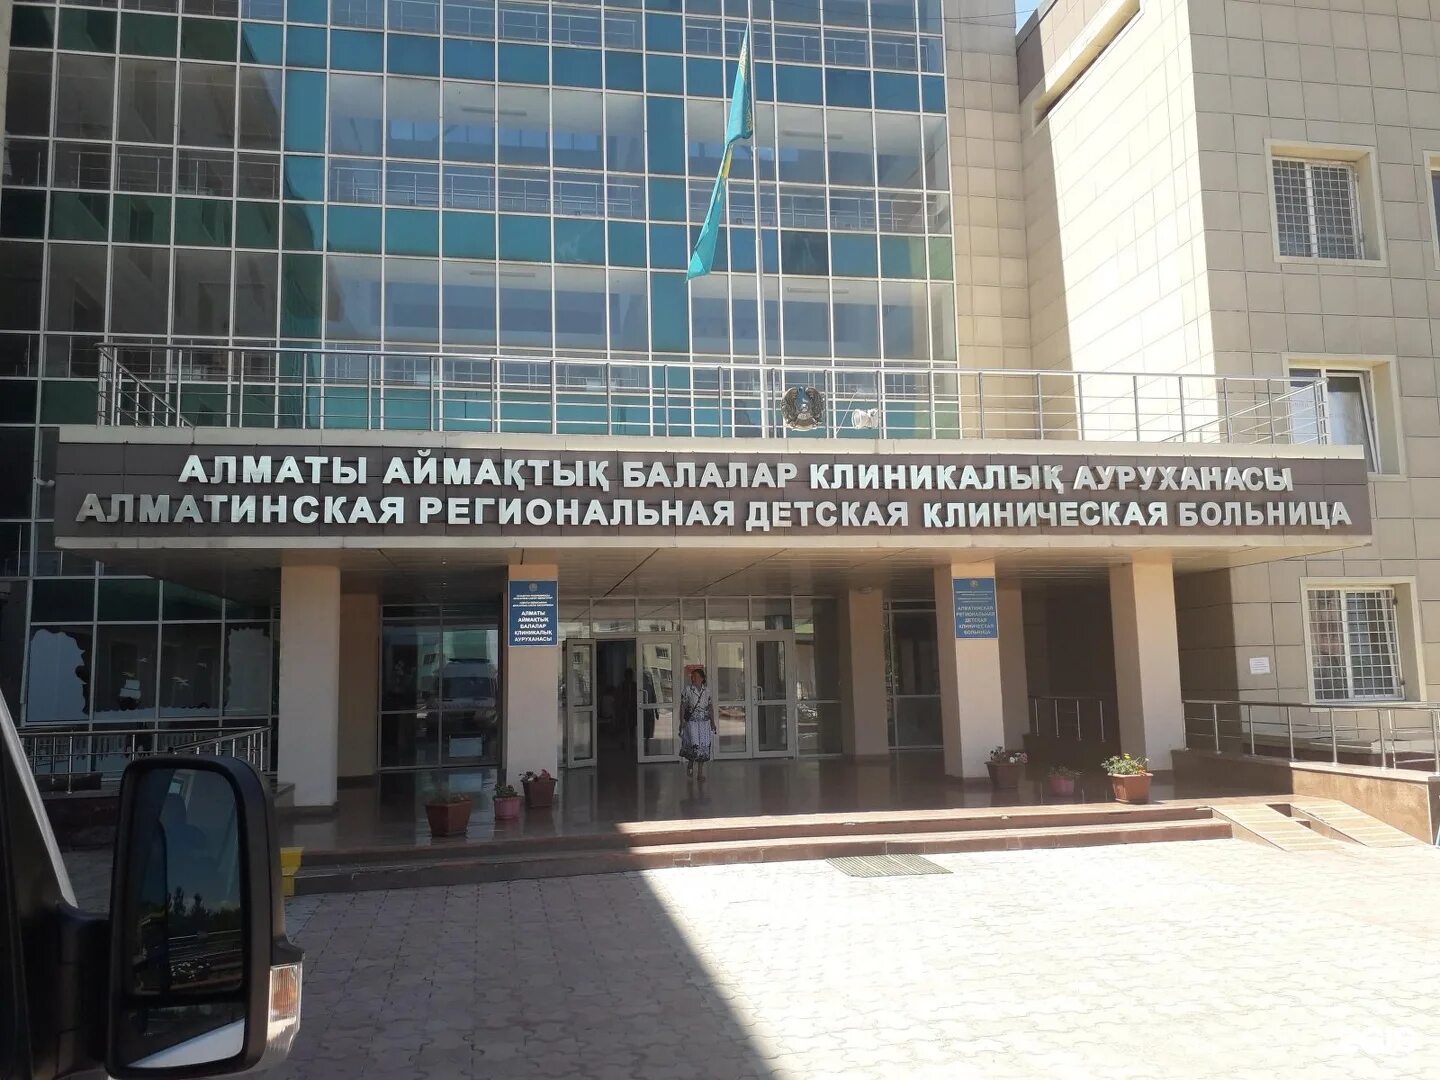 АЛМАТЫ АЙМАҚТЫҚ БАЛАЛАР КЛИНИКАЛЫҚ АУРУХАНАСЫ
АЛМАТИНСКАЯ РЕГИОНАЛЬНАЯ ДЕТСКАЯ КЛИНИЧЕСКАЯ БОЛЬНИЦА
АЛМАТЫ
АЙМАҚТЫҚ
БАЛАЛАР
КЛИНИКАЛЫҚ
АУРУХАНАСЫ
АЛМАТИНСКАЯ
РЕГИОНАЛЬНАЯ
ДЕТСКАЯ
КЛИНИЧЕСКАЯ
БОЛЬНИЦА